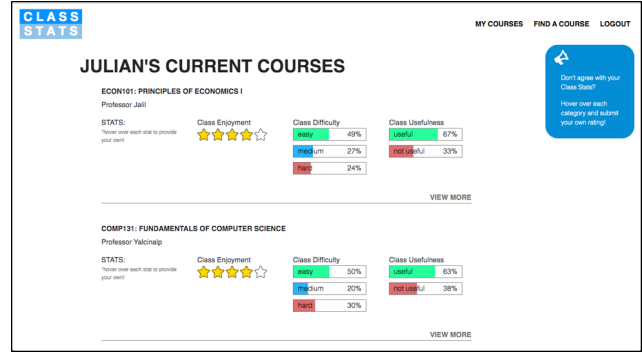 CLASS
STATS
MY COURSES FIND A COURSE LOGOUT
JULIAN'S CURRENT COURSES
Don't agree with your
Class Stats?
Hover over each
category and submit
your own rating!
ECON101: PRINCIPLES OF ECONOMICS I
Professor Jalil
STATS:
*hover over each stat to provide
your own!
Class Enjoyment
Class Difficulty
easy 49%
medium 27%
hard 24%
Class Usefulness
useful 67%
not useful 33%
VIEW MORE
COMP131: FUNDAMENTALS OF COMPUTER SCIENCE
Professor Yalcinalp
STATS:
*hover over each stat to provide
your own!
Class Enjoyment
Class Difficulty
easy 50%
medium 20%
hard 30%
Class Usefulness
useful 63%
not useful 38%
VIEW MORE